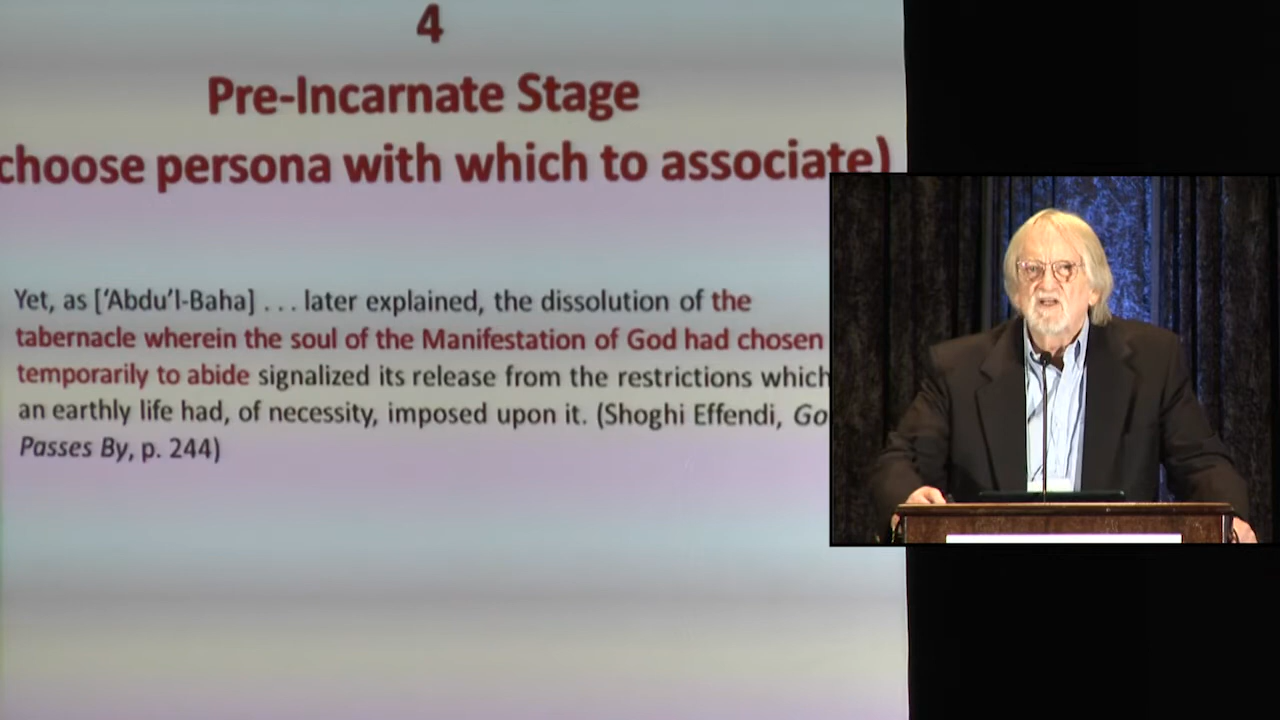 4
Pre-Incarnate Stage
choose persona with which to associate)
Yet, as [‘Abdu’l-Baha] . . . later explained, the dissolution of the
tabernacle wherein the soul of the Manifestation of God had chosen
temporarily to abide signalized its release from the restrictions which
an earthly life had, of necessity, imposed upon it. (Shoghi Effendi, Go
Passes By, p. 244)